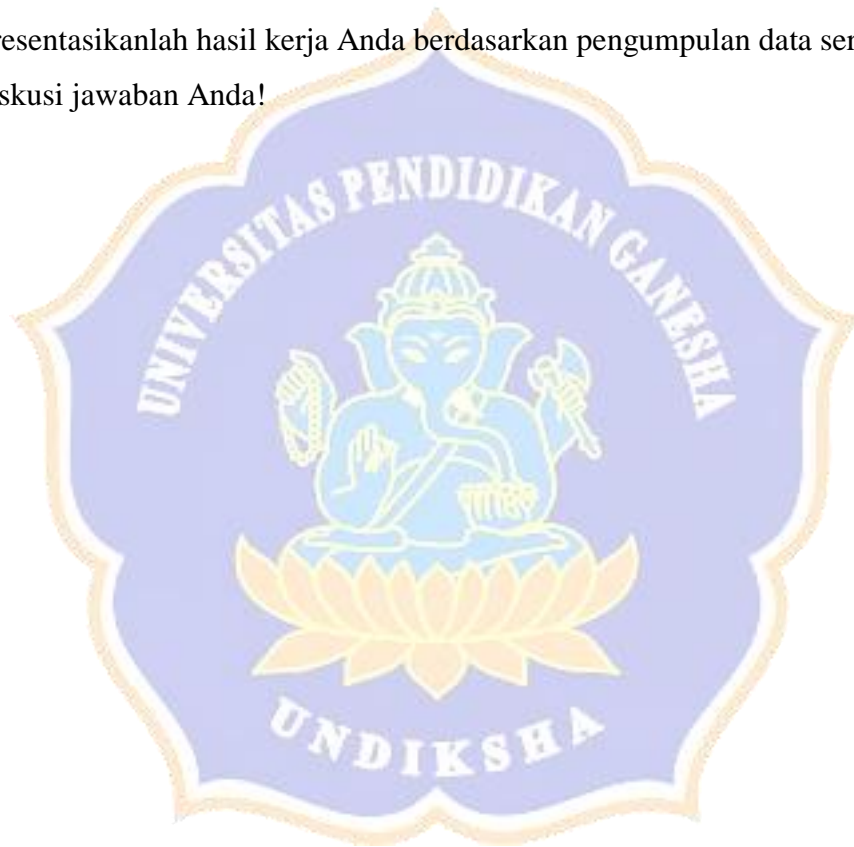 resentasikanlah hasil kerja Anda berdasarkan pengumpulan data ser
skusi jawaban Anda!
UNIVERSITAS PENDIDIKAN GANESHA
UNDIKSHA